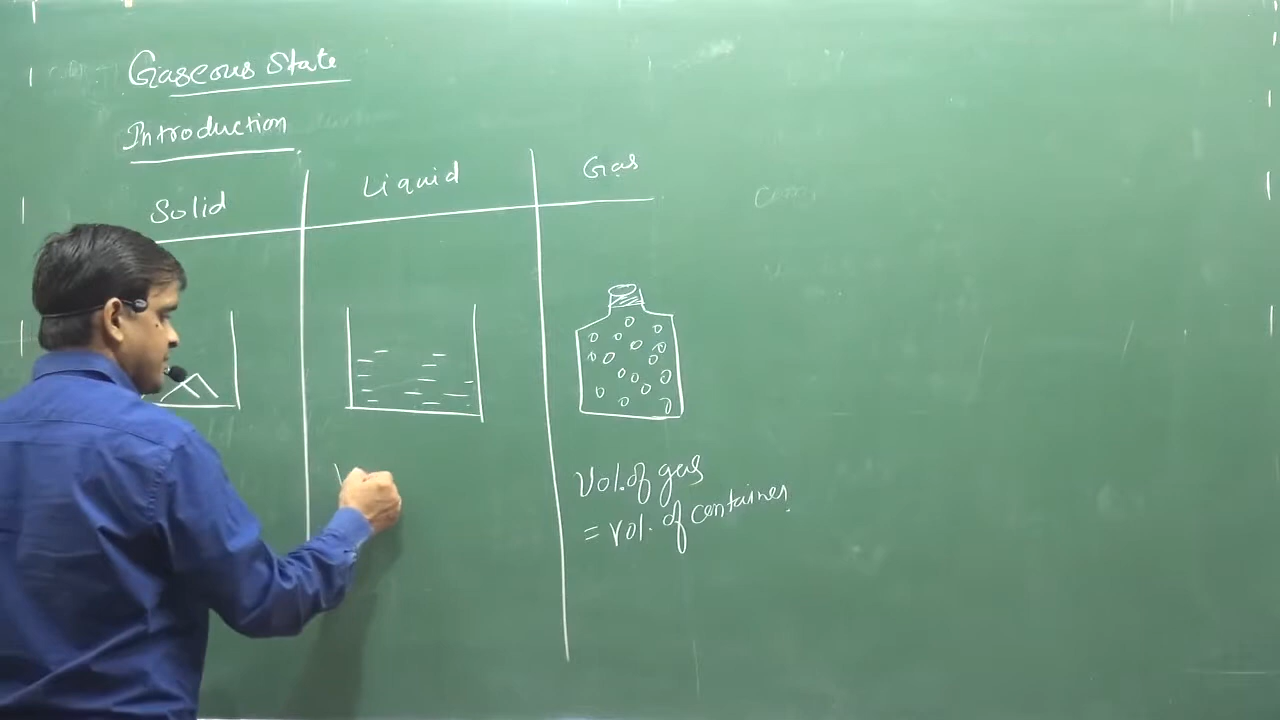 Gaseous State
Introduction
Solid
Liquid
Gas
Vol. of gas
= vol. of container.